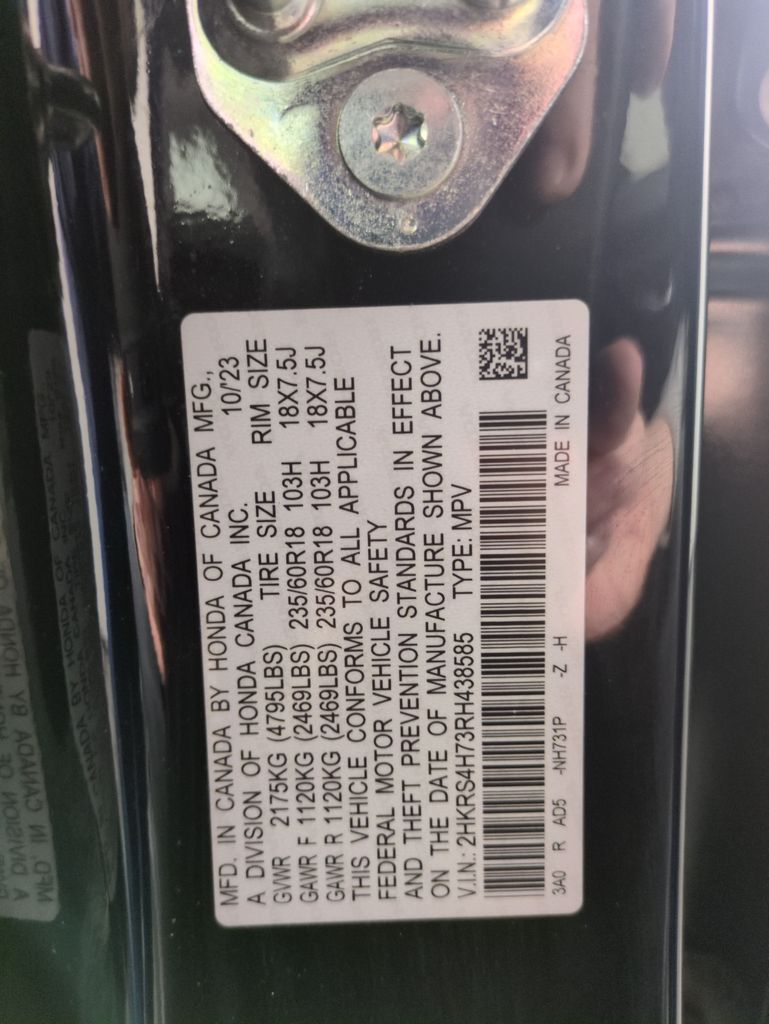 MFD. IN CANADA BY HONDA OF CANADA MFG.,
A DIVISION OF HONDA CANADA INC. 10/'23
GVWR 2175KG (4795LBS) TIRE SIZE RIM SIZE
GAWR F 1120KG (2469LBS) 235/60R18 103H 18X7.5J
GAWR R 1120KG (2469LBS) 235/60R18 103H 18X7.5J
THIS VEHICLE CONFORMS TO ALL APPLICABLE
FEDERAL MOTOR VEHICLE SAFETY
AND THEFT PREVENTION STANDARDS IN EFFECT
ON THE DATE OF MANUFACTURE SHOWN ABOVE.
V.I.N.: 2HKRS4H73RH438585 TYPE: MPV
3A0 R AD5 -NH731P -Z -H MADE IN CANADA